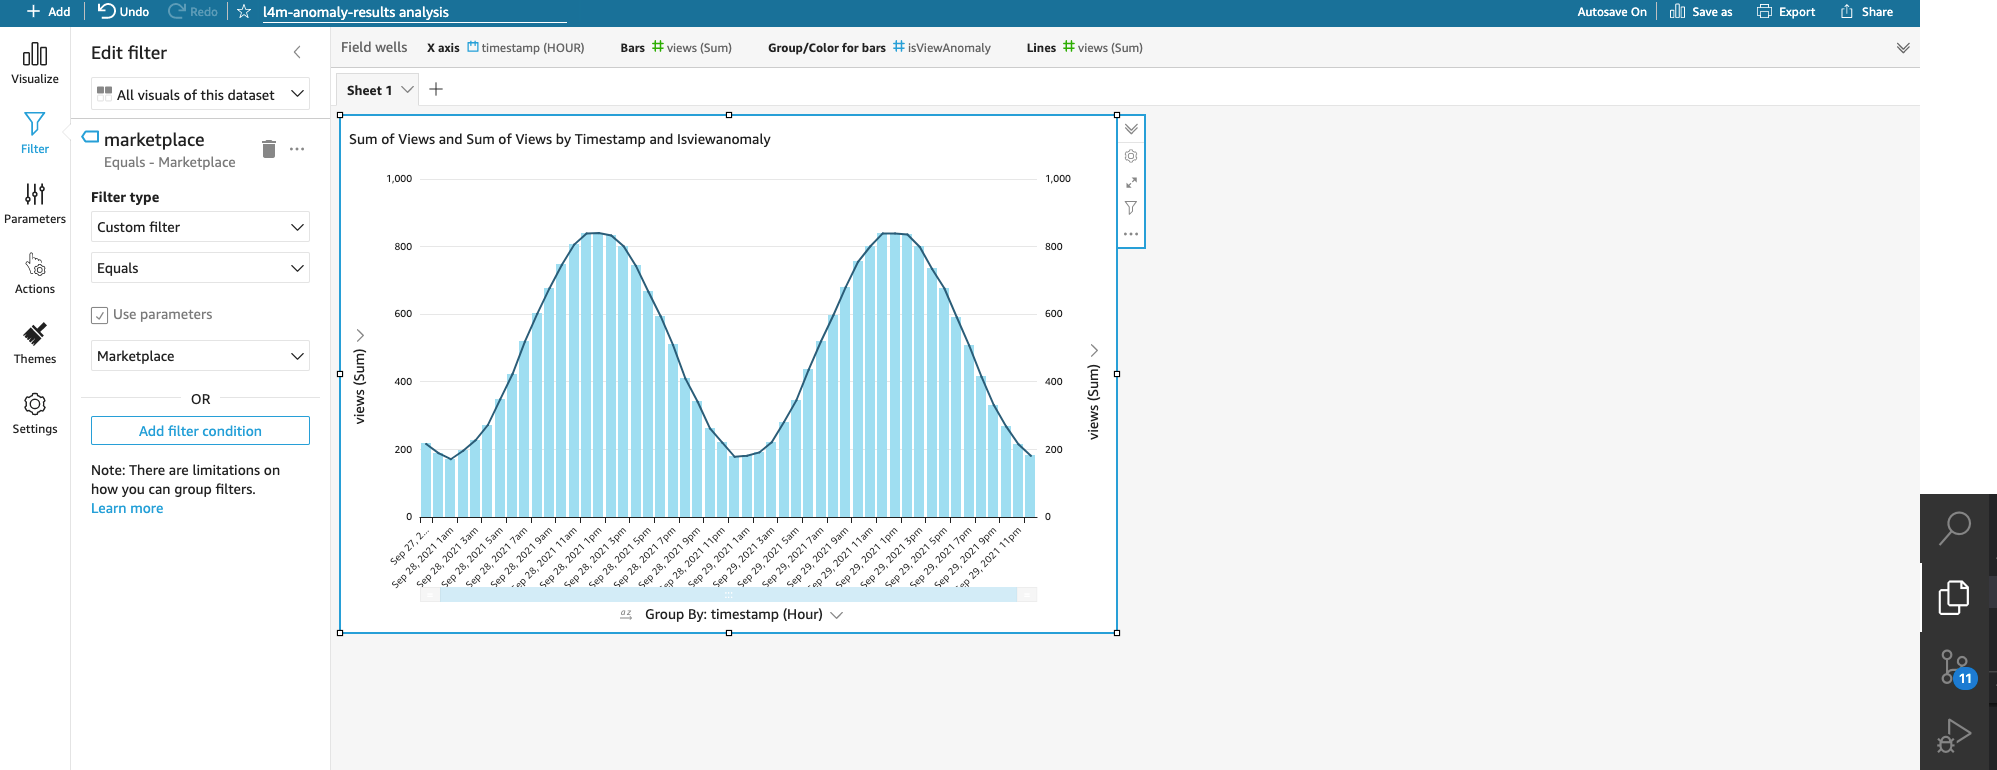 Add Undo Redo l4m-anomaly-results analysis Autosave On Save as Export Share
Visualize
Filter
Parameters
Actions
Themes
Settings
Edit filter
All visuals of this dataset
marketplace
Equals - Marketplace
Filter type
Custom filter
Equals
Use parameters
Marketplace
OR
Add filter condition
Note: There are limitations on
how you can group filters.
Learn more
Field wells X axis timestamp (HOUR) Bars views (Sum) Group/Color for bars isViewAnomaly Lines views (Sum)
Sheet 1
Sum of Views and Sum of Views by Timestamp and Isviewanomaly
1,000 1,000
800 800
600 600
400 400
200 200
0 0
views (Sum)
views (Sum)
Sep 27, 2...
Sep 28, 2021 1am
Sep 28, 2021 3am
Sep 28, 2021 5am
Sep 28, 2021 7am
Sep 28, 2021 9am
ep 28, 2021 11am
Sep 28, 2021 1pm
Sep 28, 2021 3pm
Sep 28, 2021 5pm
Sep 28, 2021 7pm
Sep 28, 2021 9pm
ep 28, 2021 11pm
Sep 29, 2021 1am
Sep 29, 2021 3am
Sep 29, 2021 5am
Sep 29, 2021 7am
Sep 29, 2021 9am
ep 29, 2021 11am
Sep 29, 2021 1pm
Sep 29, 2021 3pm
Sep 29, 2021 5pm
Sep 29, 2021 7pm
Sep 29, 2021 9pm
ep 29, 2021 11pm
az Group By: timestamp (Hour)
11